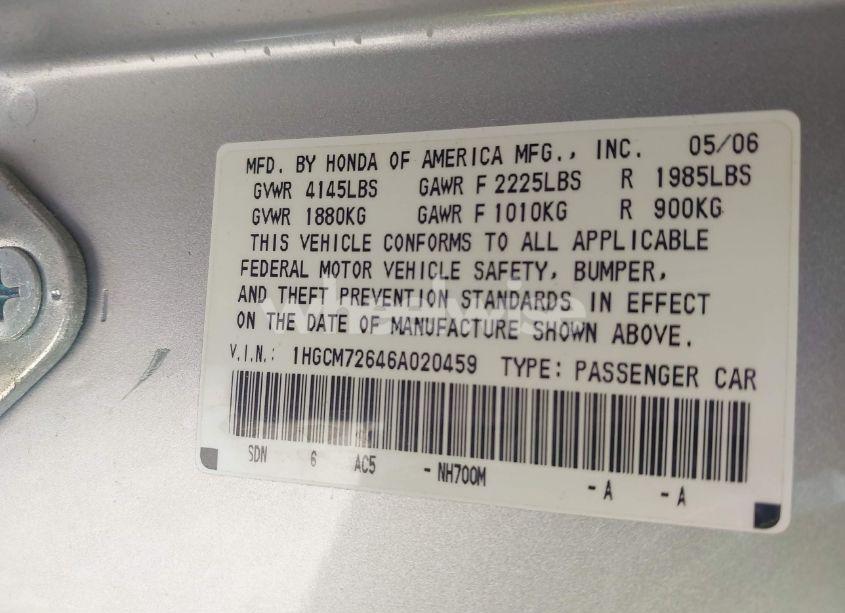 MFD. BY HONDA OF AMERICA MFG., INC. 05/06
GVWR 4145LBS GAWR F 2225LBS R 1985LBS
GVWR 1880KG GAWR F 1010KG R 900KG
THIS VEHICLE CONFORMS TO ALL APPLICABLE
FEDERAL MOTOR VEHICLE SAFETY, BUMPER,
AND THEFT PREVENTION STANDARDS IN EFFECT
ON THE DATE OF MANUFACTURE SHOWN ABOVE.
wheelwise
V.I.N.: 1HGCM72646A020459 TYPE: PASSENGER CAR
SDN 6 AC5 - NH700M - A - A